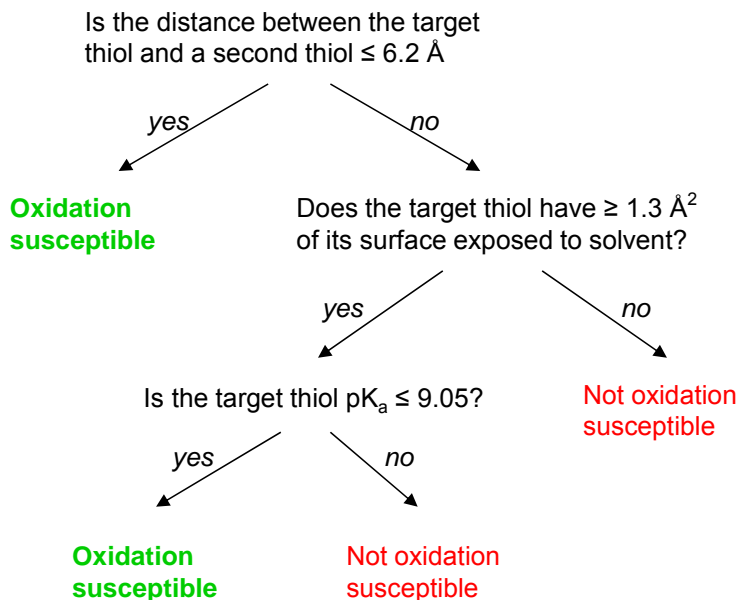 Is the distance between the target
thiol and a second thiol ≤ 6.2 Å
yes
no
Oxidation
susceptible
Does the target thiol have ≥ 1.3 Å²
of its surface exposed to solvent?
yes
no
Is the target thiol pKₐ ≤ 9.05?
Not oxidation
susceptible
yes
no
Oxidation
susceptible
Not oxidation
susceptible